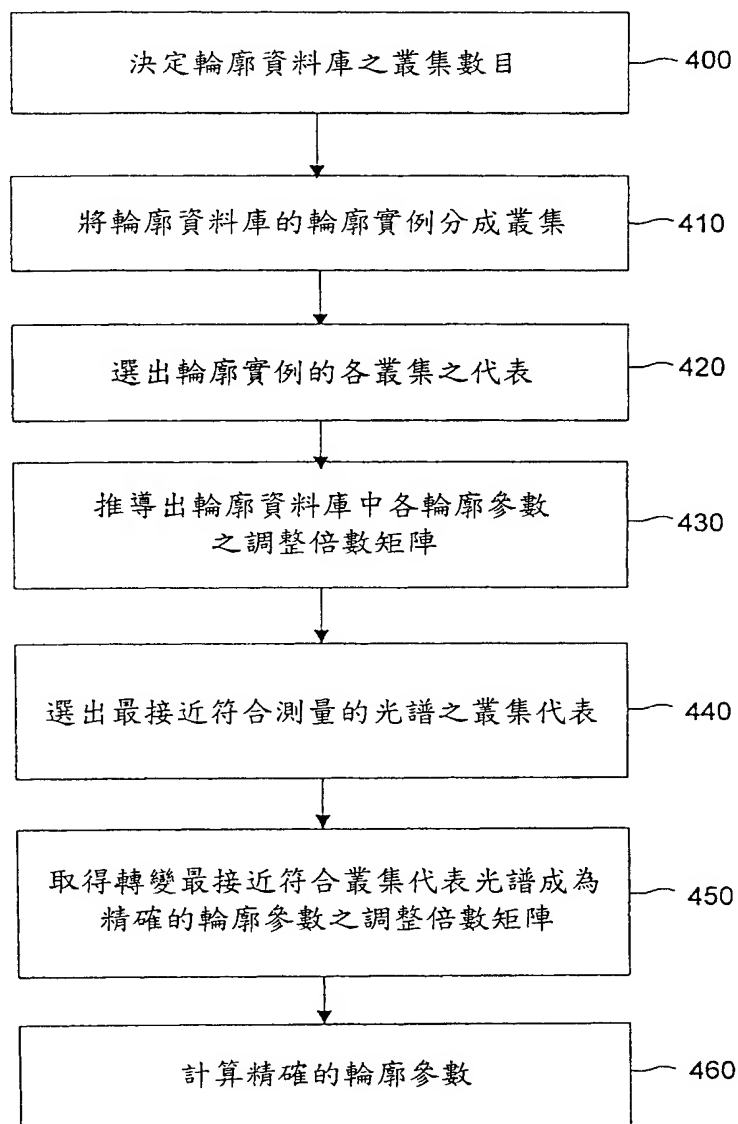 決定輪廓資料庫之叢集數目
400
將輪廓資料庫的輪廓實例分成叢集
410
選出輪廓實例的各叢集之代表
420
推導出輪廓資料庫中各輪廓參數
之調整倍數矩陣
430
選出最接近符合測量的光譜之叢集代表
440
取得轉變最接近符合叢集代表光譜成為
精確的輪廓參數之調整倍數矩陣
450
計算精確的輪廓參數
460